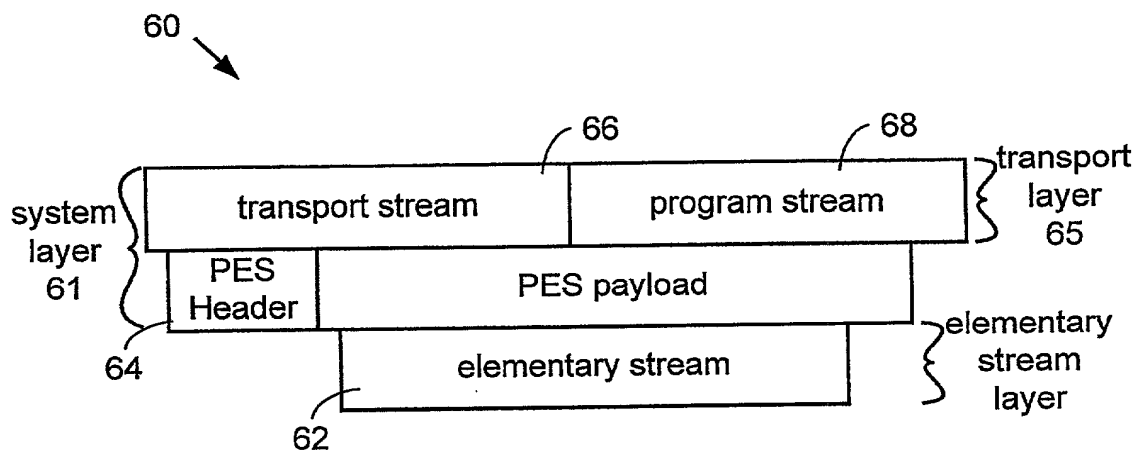 60
66
68
transport stream
program stream
transport
layer
65
system
layer
61
PES
Header
PES payload
64
elementary stream
elementary
stream
layer
62